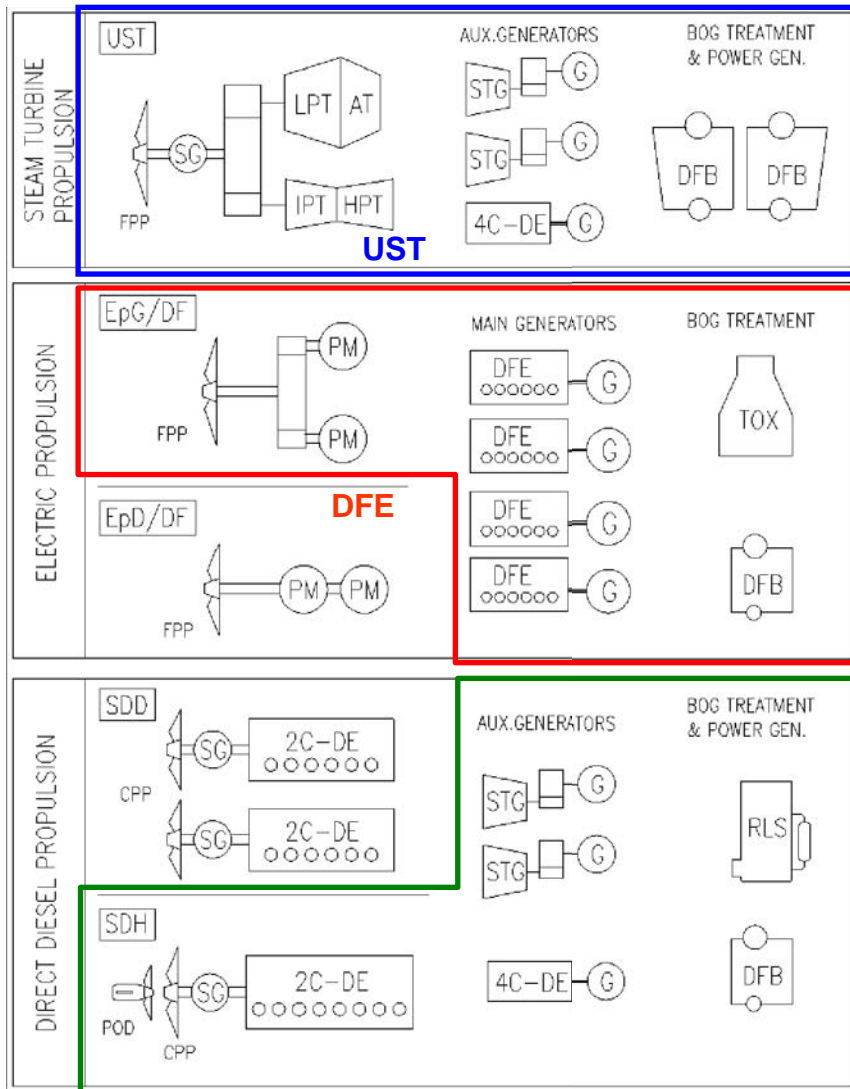 STEAM TURBINE
PROPULSION
UST
FPP
SG
LPT AT
IPT HPT
UST
AUX.GENERATORS
STG G
STG G
4C-DE G
BOG TREATMENT
& POWER GEN.
DFB DFB
ELECTRIC PROPULSION
EpG/DF
FPP
PM
PM
DFE
EpD/DF
FPP
PM PM
MAIN GENERATORS
DFE G
DFE G
DFE G
DFE G
BOG TREATMENT
TOX
DFB
DIRECT DIESEL PROPULSION
SDD
CPP
SG 2C-DE
SG 2C-DE
SDH
POD
CPP
SG 2C-DE
AUX.GENERATORS
STG G
STG G
4C-DE G
BOG TREATMENT
& POWER GEN.
RLS
DFB